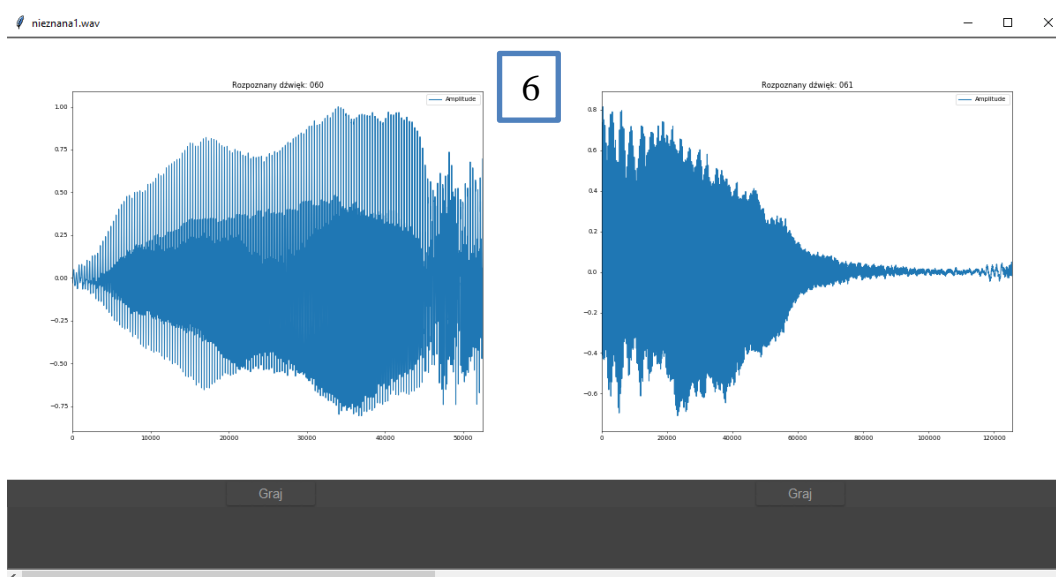 nieznana1.wav
6
Rozpoznany dźwięk: 060
Amplitude
1.00
0.75
0.50
0.25
0.00
−0.25
−0.50
−0.75
0 10000 20000 30000 40000 50000
Rozpoznany dźwięk: 061
Amplitude
0.8
0.6
0.4
0.2
0.0
−0.2
−0.4
−0.6
0 20000 40000 60000 80000 100000 120000
Graj Graj